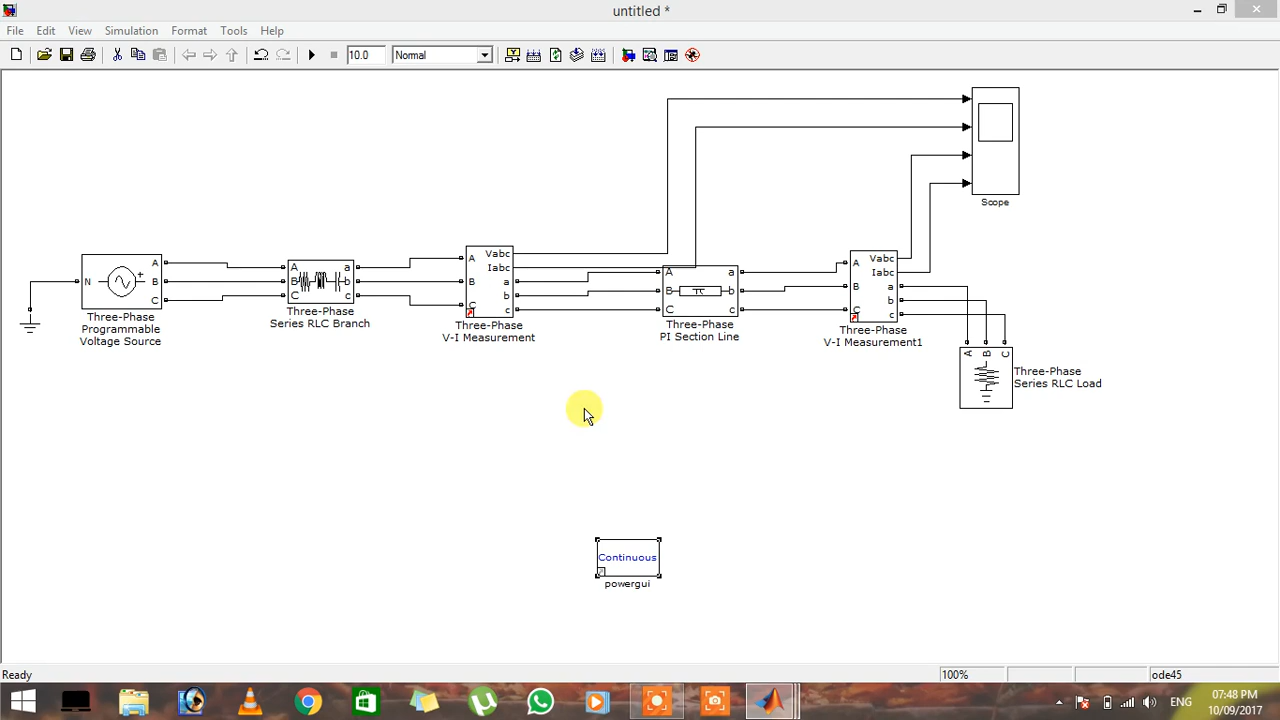 untitled *
File Edit View Simulation Format Tools Help
10.0 Normal
Scope
N A B C
Three-Phase
Programmable
Voltage Source
A B C a b c
Three-Phase
Series RLC Branch
A B C Vabc Iabc a b c
Three-Phase
V-I Measurement
A B C a b c
Three-Phase
PI Section Line
A B C Vabc Iabc a b c
Three-Phase
V-I Measurement1
A B C
Three-Phase
Series RLC Load
Continuous
powergui
Ready 100% ode45
ENG 07:48 PM
10/09/2017